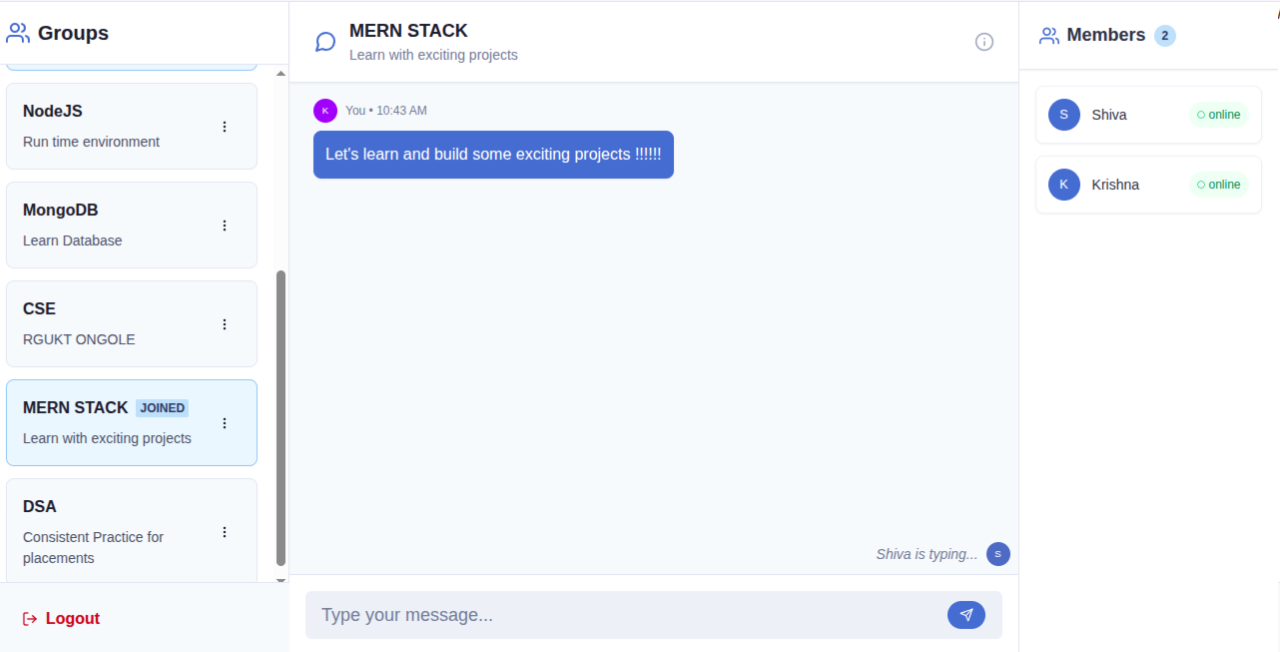 Groups
NodeJS
Run time environment
MongoDB
Learn Database
CSE
RGUKT ONGOLE
MERN STACK JOINED
Learn with exciting projects
DSA
Consistent Practice for
placements
Logout
MERN STACK
Learn with exciting projects
K You • 10:43 AM
Let's learn and build some exciting projects !!!!!!
Shiva is typing... S
Type your message...
Members 2
S Shiva online
K Krishna online